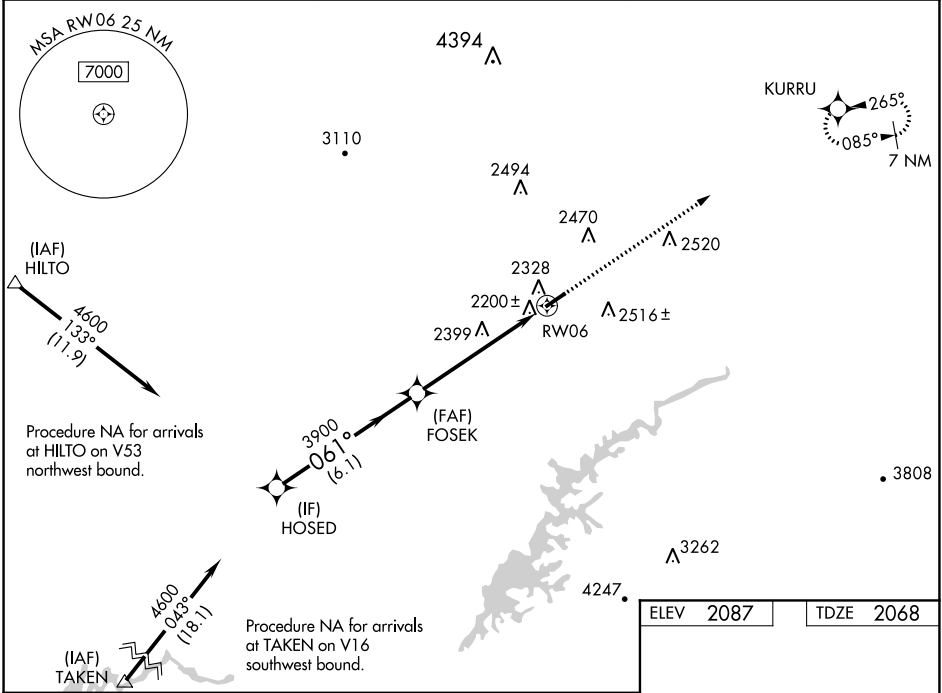 MSA RW06 25 NM
7000
4394
KURRU
265°
085°
7 NM
3110
2494
2470
2520
(IAF)
HILTO
2328
2200±
2516±
RW06
2399
4600
133°
(11.9)
(FAF)
FOSEK
Procedure NA for arrivals
at HILTO on V53
northwest bound.
3900
061°
(6.1)
(IF)
HOSED
3808
3262
4247
4600
043°
(18.1)
(IAF)
TAKEN
Procedure NA for arrivals
at TAKEN on V16
southwest bound.
ELEV 2087
TDZE 2068